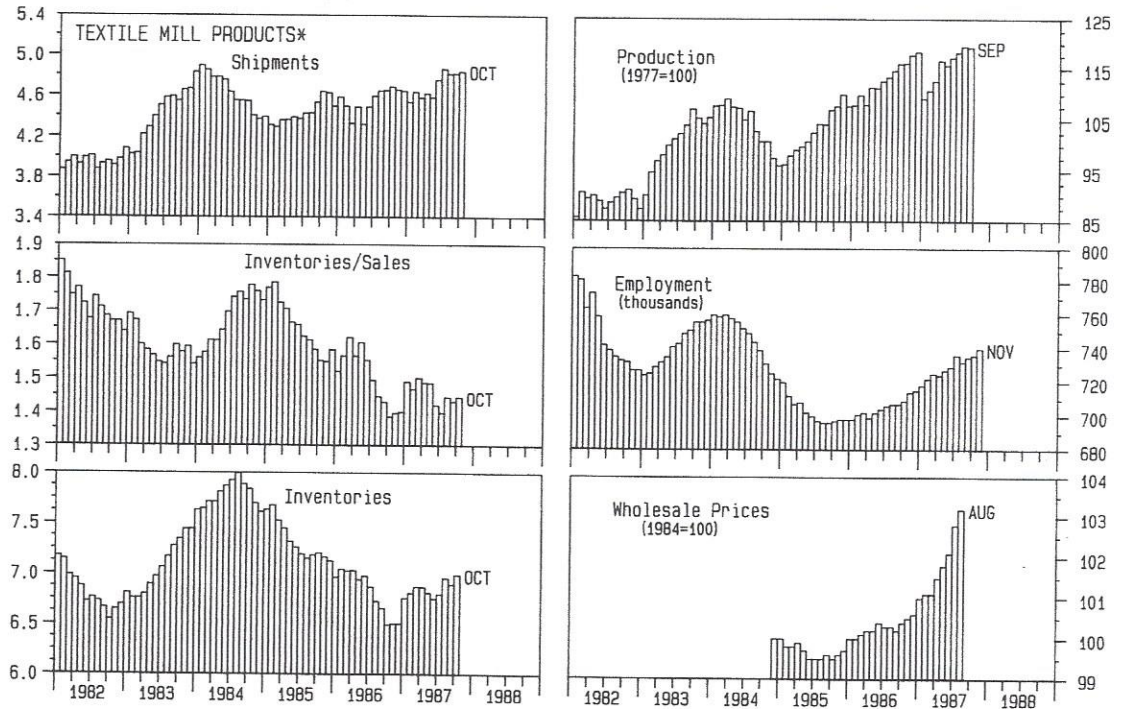 TEXTILE MILL PRODUCTS*
Shipments
5.4
5.0
4.6
4.2
3.8
3.4
OCT
Production
(1977=100)
125
115
105
95
85
SEP
Inventories/Sales
1.9
1.8
1.7
1.6
1.5
1.4
1.3
OCT
Employment
(thousands)
800
780
760
740
720
700
680
NOV
Inventories
8.0
7.5
7.0
6.5
6.0
OCT
1982 1983 1984 1985 1986 1987 1988
Wholesale Prices
(1984=100)
104
103
102
101
100
99
AUG
1982 1983 1984 1985 1986 1987 1988